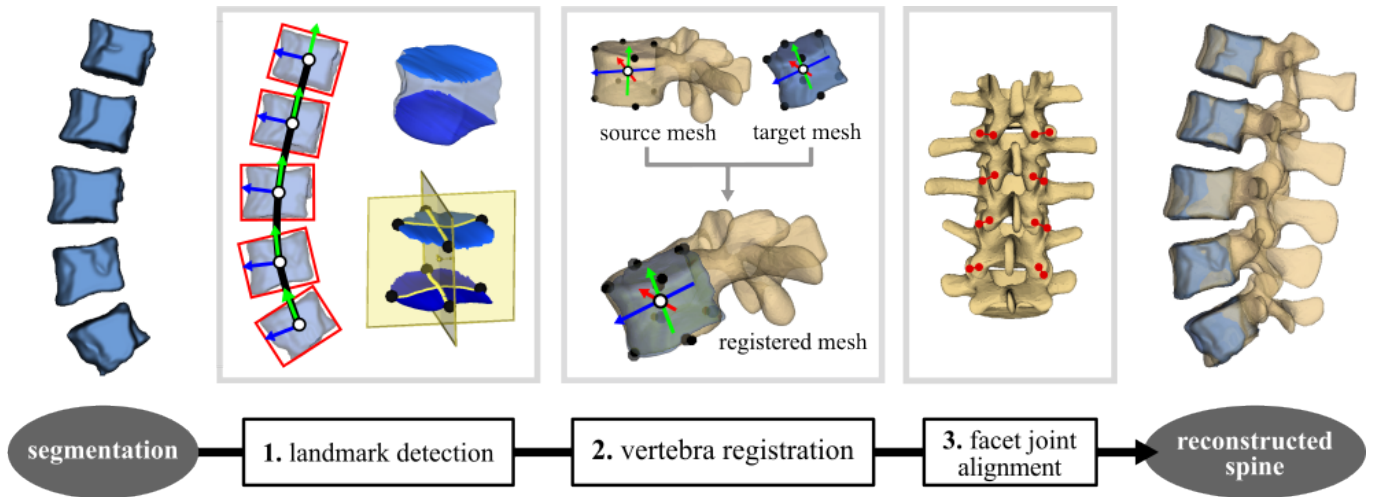 source mesh
target mesh
registered mesh
segmentation
1. landmark detection
2. vertebra registration
3. facet joint
alignment
reconstructed
spine